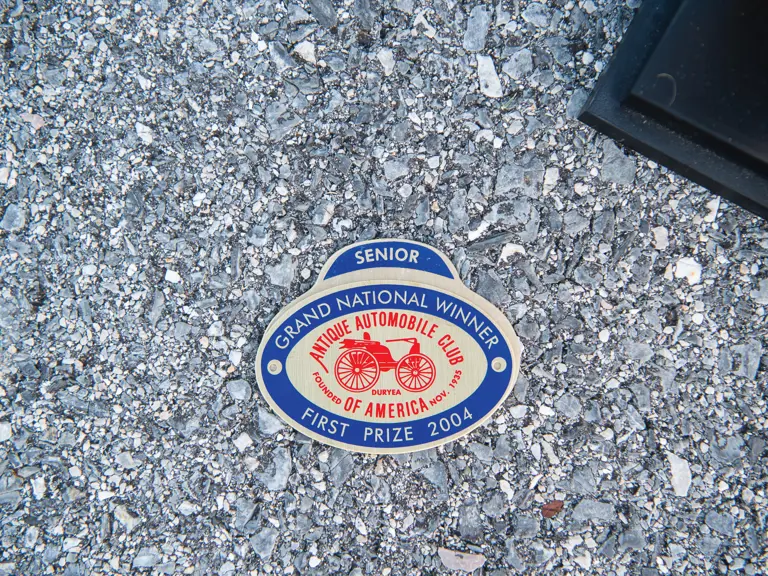 SENIOR
GRAND NATIONAL WINNER
ANTIQUE AUTOMOBILE CLUB
DURYEA
FOUNDED NOV. 1935
OF AMERICA
FIRST PRIZE 2004